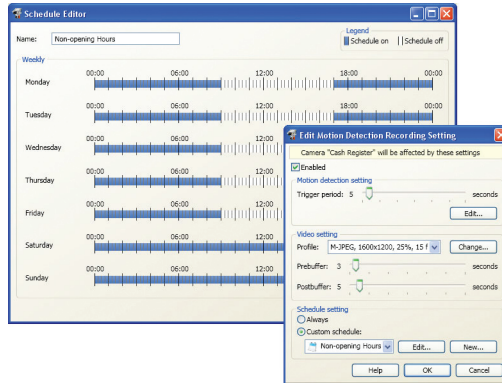 Schedule Editor
Name: Non-opening Hours
Legend
Schedule on Schedule off
Weekly
00:00 06:00 12:00 18:00 00:00
Monday
00:00 06:00 12:00 18:00 00:00
Tuesday
00:00 06:00 12:00
Wednesday
00:00 06:00 12:00
Thursday
00:00 06:00 12:00
Friday
00:00 06:00 12:00
Saturday
00:00 06:00 12:00
Sunday
Edit Motion Detection Recording Setting
Camera "Cash Register" will be affected by these settings
Enabled
Motion detection setting
Trigger period: 5 seconds
Edit...
Video setting
Profile: M-JPEG, 1600x1200, 25%, 15 f Change...
Prebuffer: 3 seconds
Postbuffer: 5 seconds
Schedule setting
Always
Custom schedule:
Non-opening Hours Edit... New...
Help OK Cancel